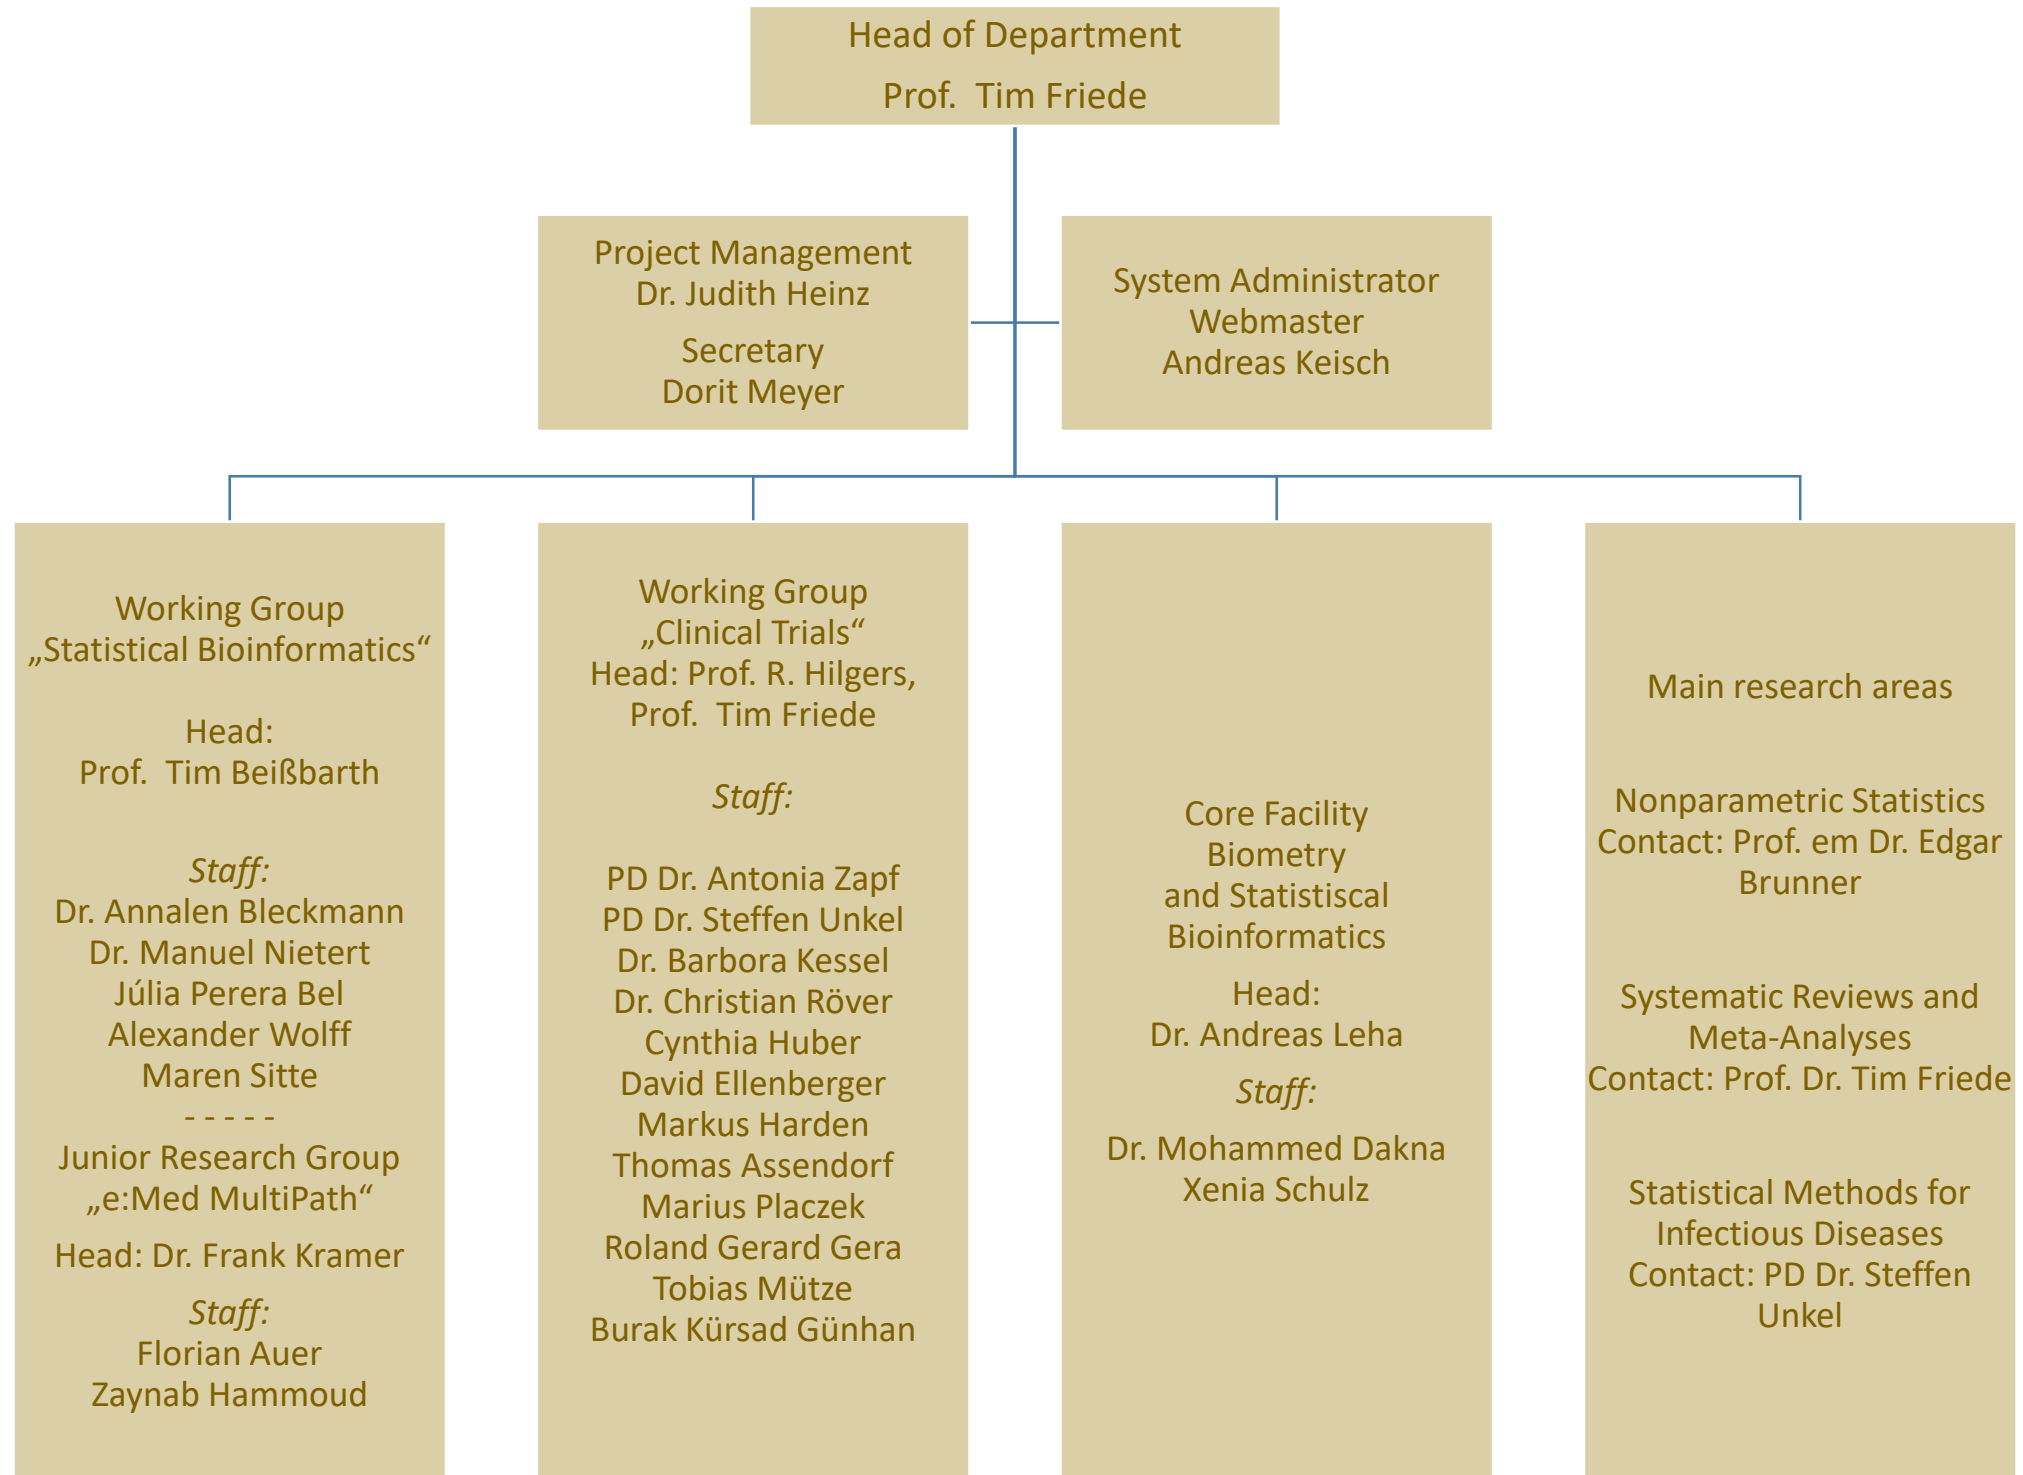 Head of Department
Prof. Tim Friede
Project Management
Dr. Judith Heinz
Secretary
Dorit Meyer
System Administrator
Webmaster
Andreas Keisch
Working Group
„Statistical Bioinformatics“
Head:
Prof. Tim Beißbarth
Staff:
Dr. Annalen Bleckmann
Dr. Manuel Nietert
Júlia Perera Bel
Alexander Wolff
Maren Sitte
- - - - -
Junior Research Group
„e:Med MultiPath“
Head: Dr. Frank Kramer
Staff:
Florian Auer
Zaynab Hammoud
Working Group
„Clinical Trials“
Head: Prof. R. Hilgers,
Prof. Tim Friede
Staff:
PD Dr. Antonia Zapf
PD Dr. Steffen Unkel
Dr. Barbora Kessel
Dr. Christian Röver
Cynthia Huber
David Ellenberger
Markus Harden
Thomas Assendorf
Marius Placzek
Roland Gerard Gera
Tobias Mütze
Burak Kürsad Günhan
Core Facility
Biometry
and Statistiscal
Bioinformatics
Head:
Dr. Andreas Leha
Staff:
Dr. Mohammed Dakna
Xenia Schulz
Main research areas
Nonparametric Statistics
Contact: Prof. em Dr. Edgar
Brunner
Systematic Reviews and
Meta-Analyses
Contact: Prof. Dr. Tim Friede
Statistical Methods for
Infectious Diseases
Contact: PD Dr. Steffen
Unkel